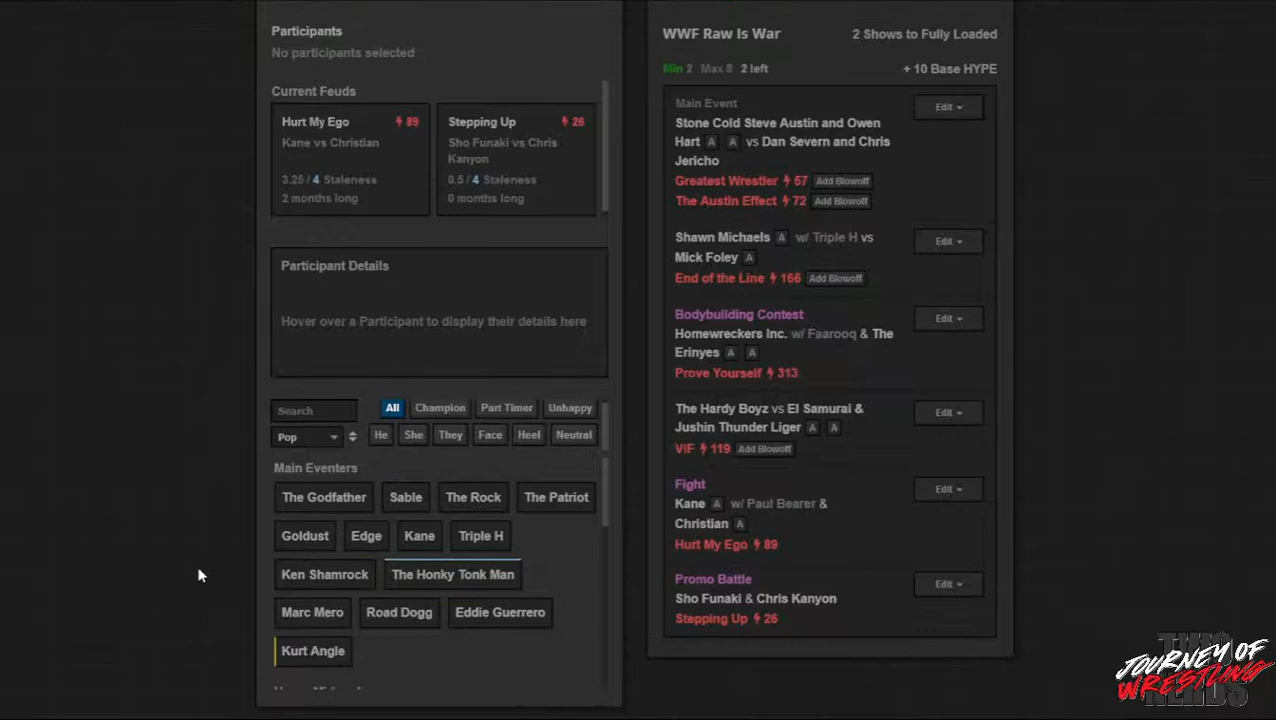 Participants
No participants selected
Current Feuds
Hurt My Ego 89
Kane vs Christian
3.25 / 4 Staleness
2 months long
Stepping Up 26
Sho Funaki vs Chris
Kanyon
0.5 / 4 Staleness
0 months long
Participant Details
Hover over a Participant to display their details here
Search
All Champion Part Timer Unhappy
Pop
He She They Face Heel Neutral
Main Eventers
The Godfather Sable The Rock The Patriot
Goldust Edge Kane Triple H
Ken Shamrock The Honky Tonk Man
Marc Mero Road Dogg Eddie Guerrero
Kurt Angle
WWF Raw Is War 2 Shows to Fully Loaded
Min 2 Max 8 2 left + 10 Base HYPE
Main Event Edit
Stone Cold Steve Austin and Owen
Hart A A vs Dan Severn and Chris
Jericho
Greatest Wrestler 57 Add Blowoff
The Austin Effect 72 Add Blowoff
Shawn Michaels A w/ Triple H vs Edit
Mick Foley A
End of the Line 166 Add Blowoff
Bodybuilding Contest Edit
Homewreckers Inc. w/ Faarooq & The
Erinyes A A
Prove Yourself 313
The Hardy Boyz vs El Samurai & Edit
Jushin Thunder Liger A A
VIF 119 Add Blowoff
Fight Edit
Kane A w/ Paul Bearer &
Christian A
Hurt My Ego 89
Promo Battle Edit
Sho Funaki & Chris Kanyon
Stepping Up 26
JOURNEY OF
WRESTLING